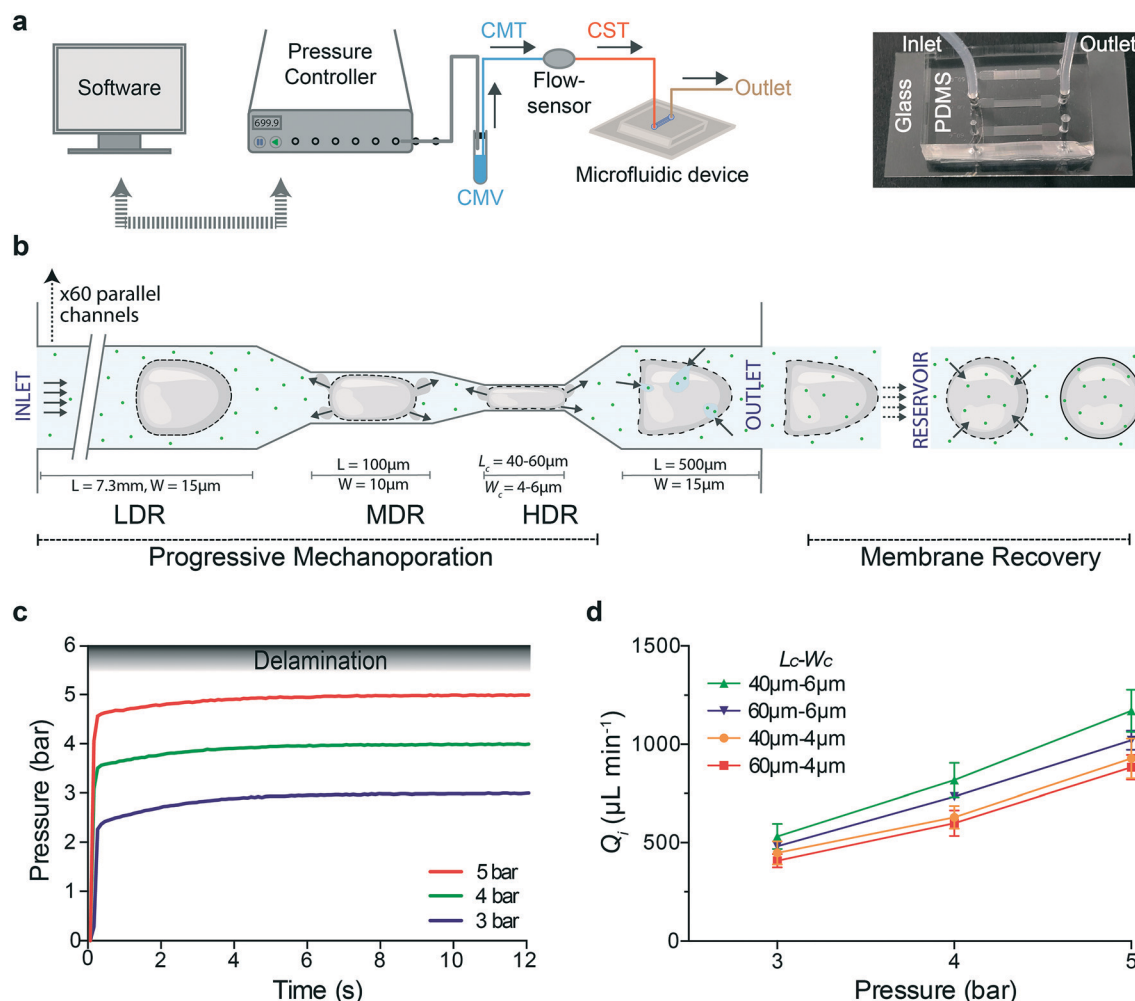 a
Software
Pressure
Controller
699.9
CMT
CST
Flow-
sensor
Outlet
CMV
Microfluidic device
Inlet
Outlet
Glass
PDMS
b
x60 parallel
channels
INLET
OUTLET
RESERVOIR
L = 7.3mm, W = 15µm
L = 100µm
W = 10µm
Lc = 40-60µm
Wc = 4-6µm
L = 500µm
W = 15µm
LDR
MDR
HDR
Progressive Mechanoporation
Membrane Recovery
c
Delamination
Pressure (bar)
6
5
4
3
2
1
0
5 bar
4 bar
3 bar
0 2 4 6 8 10 12
Time (s)
d
Qi (µL min-1)
1500
1000
500
0
Lc-Wc
40µm-6µm
60µm-6µm
40µm-4µm
60µm-4µm
3 4 5
Pressure (bar)